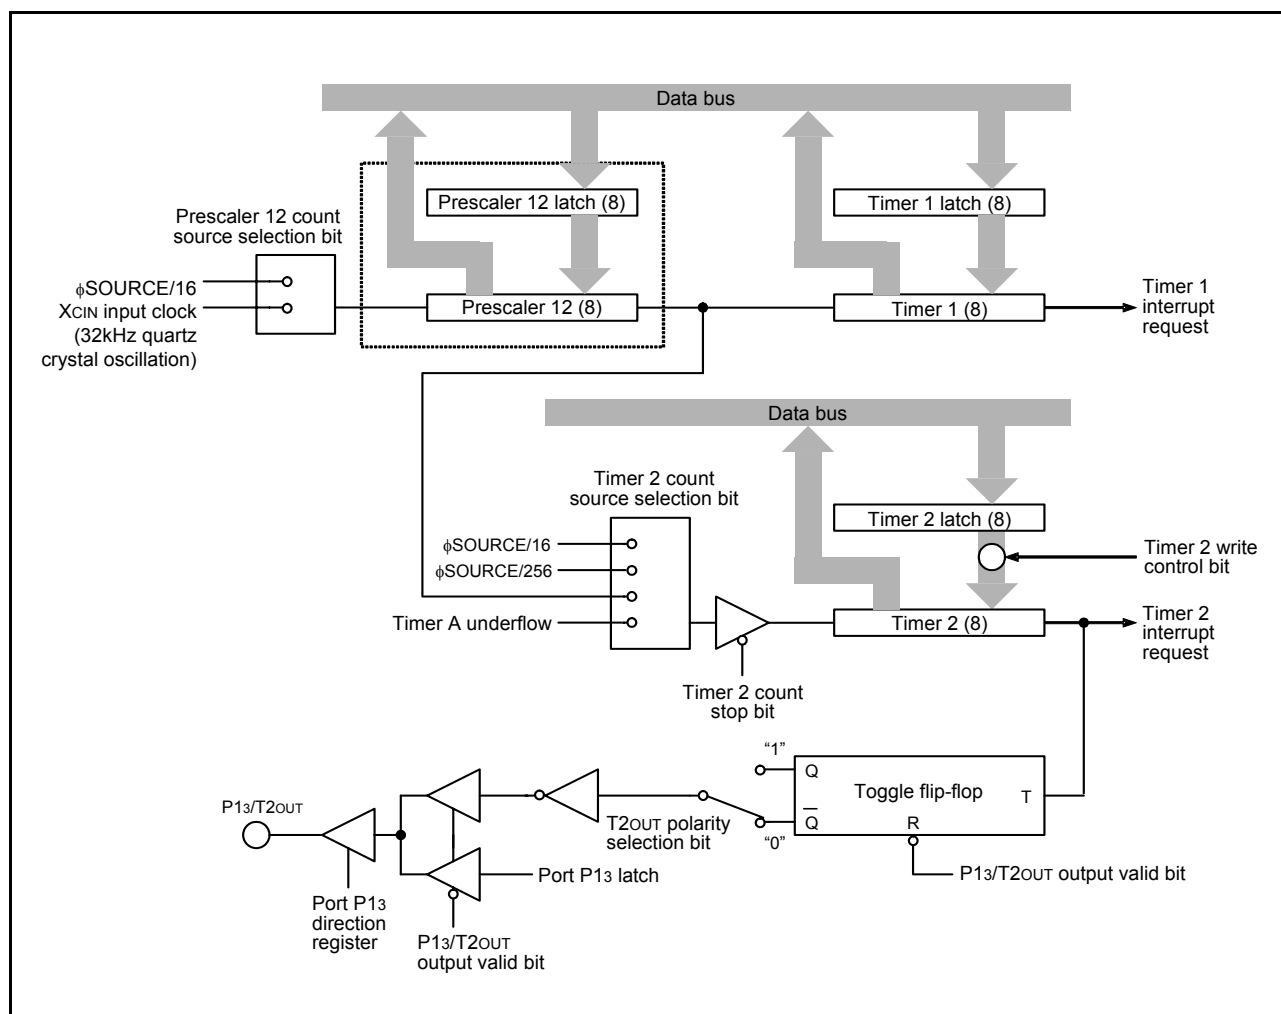 Data bus
Prescaler 12 latch (8)
Timer 1 latch (8)
Prescaler 12 count
source selection bit
ϕSOURCE/16
XCIN input clock
(32kHz quartz
crystal oscillation)
Prescaler 12 (8)
Timer 1 (8)
Timer 1
interrupt
request
Data bus
Timer 2 count
source selection bit
Timer 2 latch (8)
ϕSOURCE/16
ϕSOURCE/256
Timer A underflow
Timer 2 write
control bit
Timer 2 (8)
Timer 2
interrupt
request
Timer 2 count
stop bit
“1”
Q
Toggle flip-flop
T
Q̅
R
“0”
P13/T2OUT
T2OUT polarity
selection bit
Port P13 latch
P13/T2OUT output valid bit
Port P13
direction
register
P13/T2OUT
output valid bit